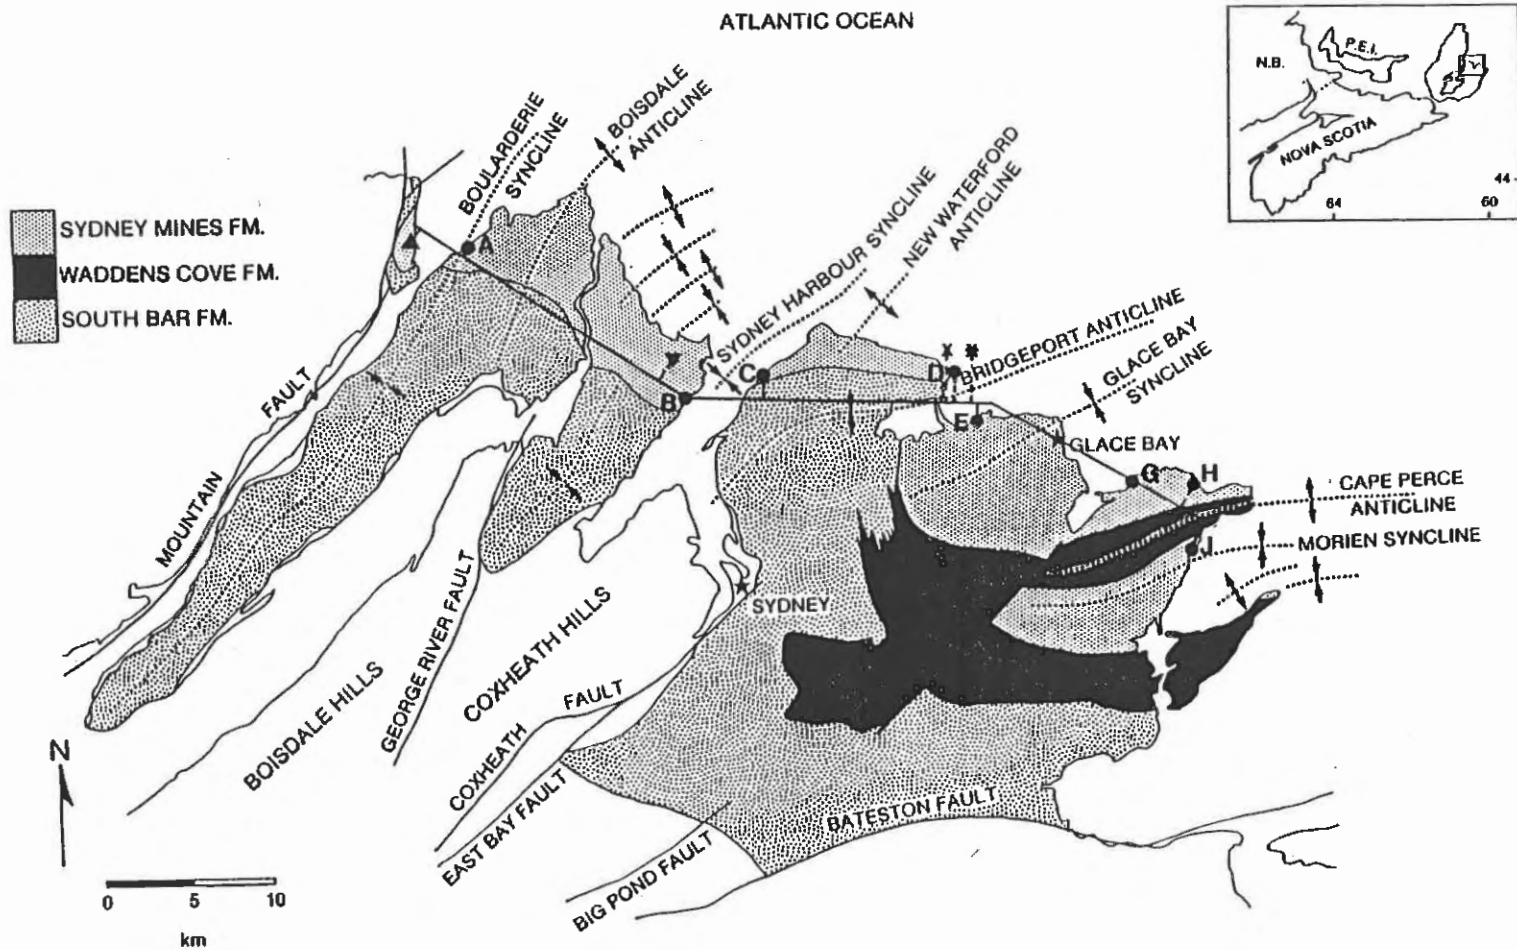 ATLANTIC OCEAN
N.B.
P.E.I.
NOVA SCOTIA
44
64
60
SYDNEY MINES FM.
WADDENS COVE FM.
SOUTH BAR FM.
BOULARDERIE
SYNCLINE
BOISDALE
ANTICLINE
SYDNEY HARBOUR SYNCLINE
NEW WATERFORD
ANTICLINE
BRIDGEPORT ANTICLINE
GLACE BAY
SYNCLINE
A
B
C
D
E
GLACE BAY
G
H
CAPE PERCE
ANTICLINE
J
MORIEN SYNCLINE
MOUNTAIN
FAULT
SYDNEY
BOISDALE HILLS
GEORGE RIVER FAULT
COXHEATH HILLS
COXHEATH
FAULT
EAST BAY FAULT
BIG POND FAULT
BATESTON FAULT
N
0
5
10
km